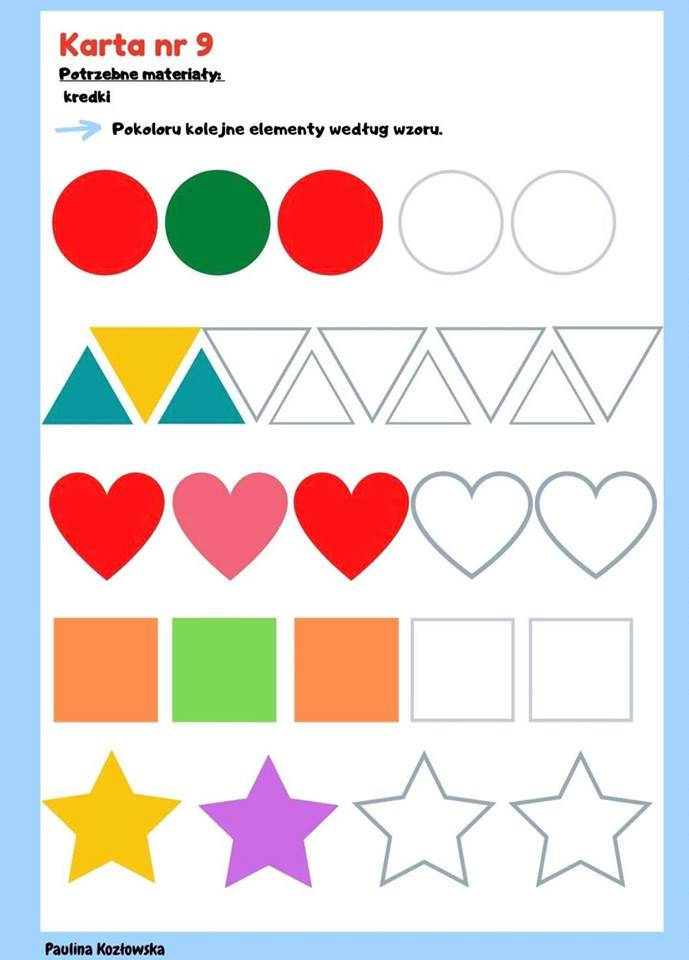 Karta nr 9
Potrzebne materiały:
kredki
Pokoloru kolejne elementy według wzoru.
Paulina Kozłowska